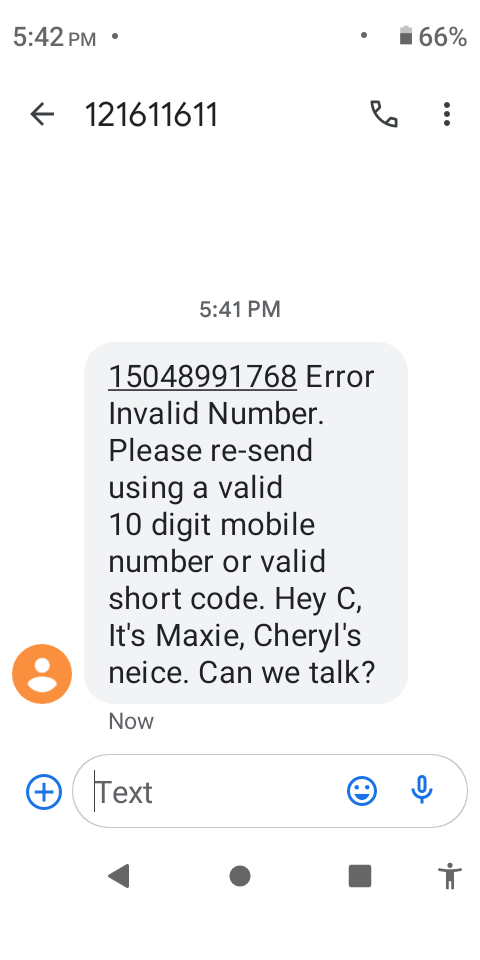 5:42 PM
66%
121611611
5:41 PM
15048991768 Error
Invalid Number.
Please re-send
using a valid
10 digit mobile
number or valid
short code. Hey C,
It's Maxie, Cheryl's
neice. Can we talk?
Now
Text